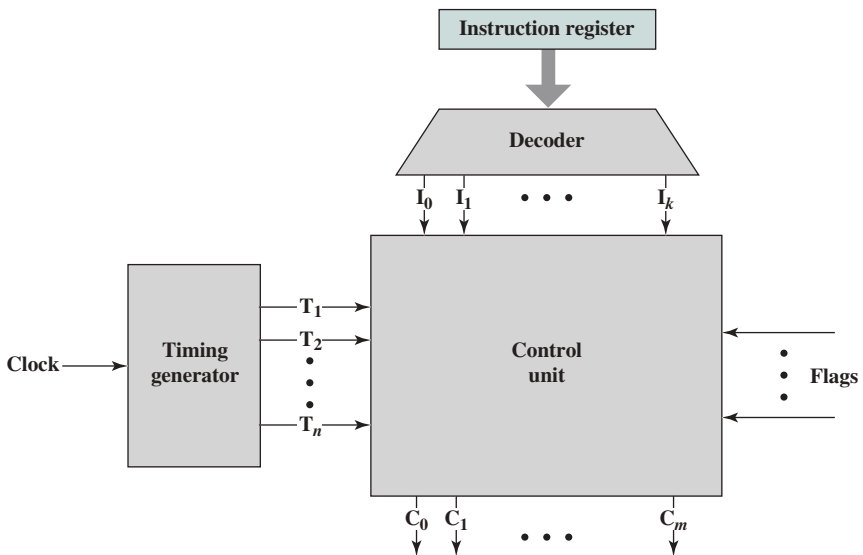 Instruction register
Decoder
I0 I1 • • • Ik
T1
T2
Tn
Clock
Timing
generator
Control
unit
Flags
C0 C1 • • • Cm